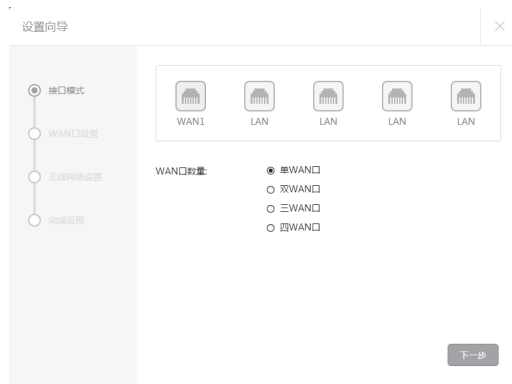 设置向导
接口模式
WAN口设置
无线网络设置
完成设置
WAN1 LAN LAN LAN LAN
WAN口数量: 单WAN口
双WAN口
三WAN口
四WAN口
下一步